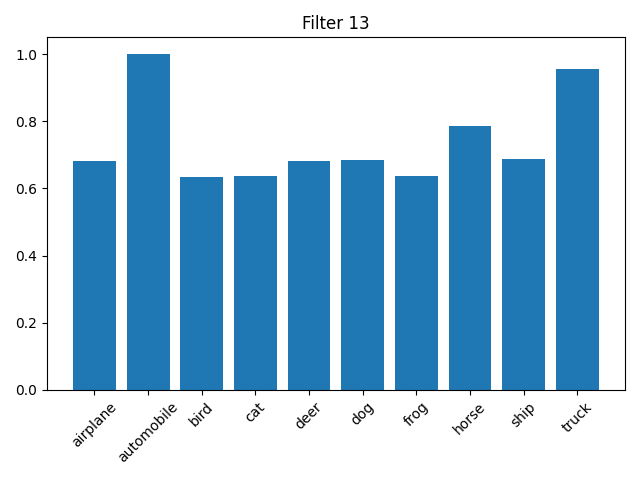 Filter 13
1.0
0.8
0.6
0.4
0.2
0.0
airplane
automobile
bird
cat
deer
dog
frog
horse
ship
truck